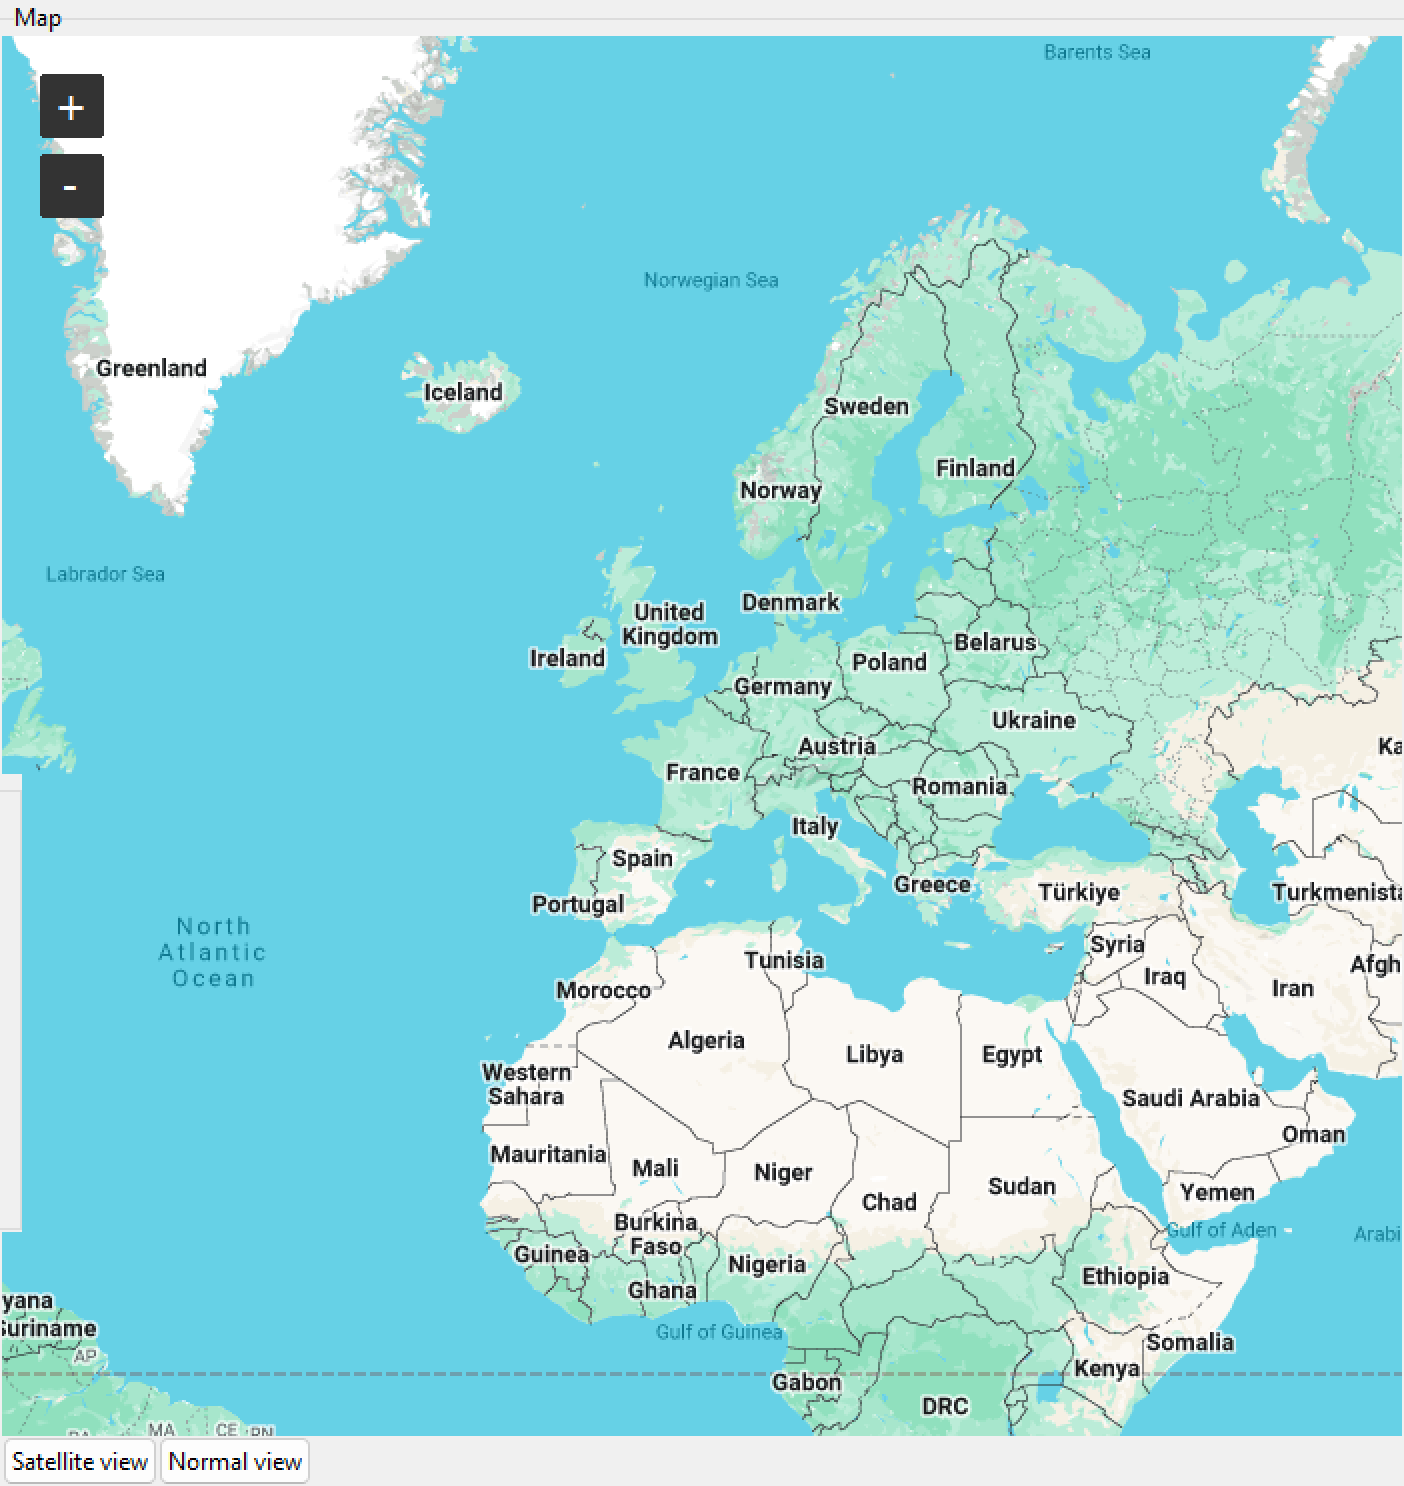 Map
Barents Sea
+
-
Norwegian Sea
Greenland
Iceland
Sweden
Finland
Norway
Labrador Sea
Denmark
United
Kingdom
Ireland
Belarus
Poland
Germany
Ukraine
Austria
Ka
France
Romania
Italy
Spain
Greece
Türkiye
Turkmenista
Portugal
North
Atlantic
Ocean
Syria
Tunisia
Afgh
Iraq
Iran
Morocco
Algeria
Libya
Egypt
Western
Sahara
Saudi Arabia
Oman
Mauritania
Mali
Niger
Sudan
Yemen
Chad
Burkina
Faso
Gulf of Aden
Arabi
Guinea
Nigeria
Ethiopia
Ghana
yana
Suriname
Gulf of Guinea
Somalia
AP
Kenya
Gabon
DRC
MA
CE
RN
Satellite view
Normal view